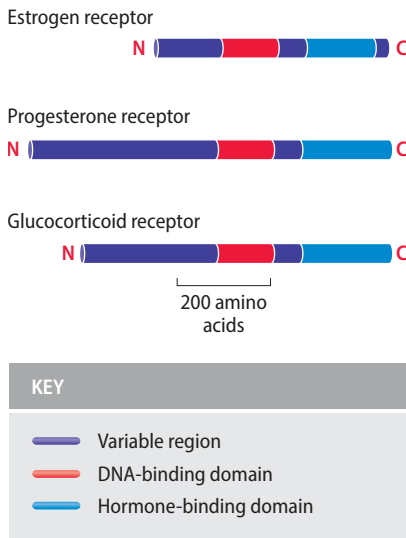 Estrogen receptor
N C
Progesterone receptor
N C
Glucocorticoid receptor
N C
200 amino
acids
KEY
Variable region
DNA-binding domain
Hormone-binding domain